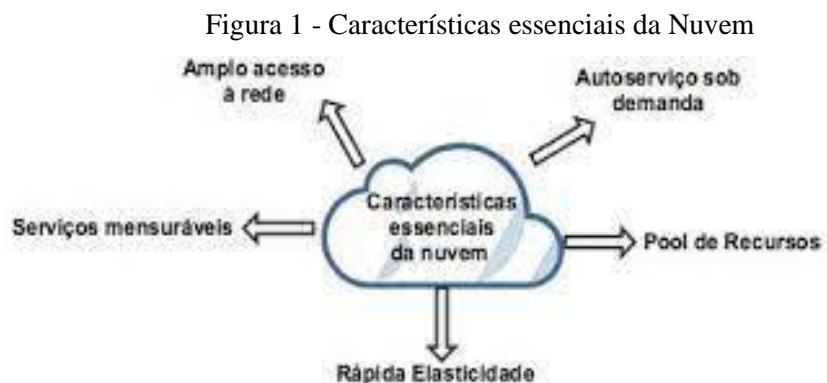 Figura 1 - Características essenciais da Nuvem
Amplo acesso
à rede
Autoserviço sob
demanda
Características
essenciais
da nuvem
Serviços mensuráveis
Pool de Recursos
Rápida Elasticidade